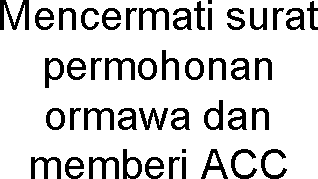 Mencermati surat
permohonan
ormawa dan
memberi ACC